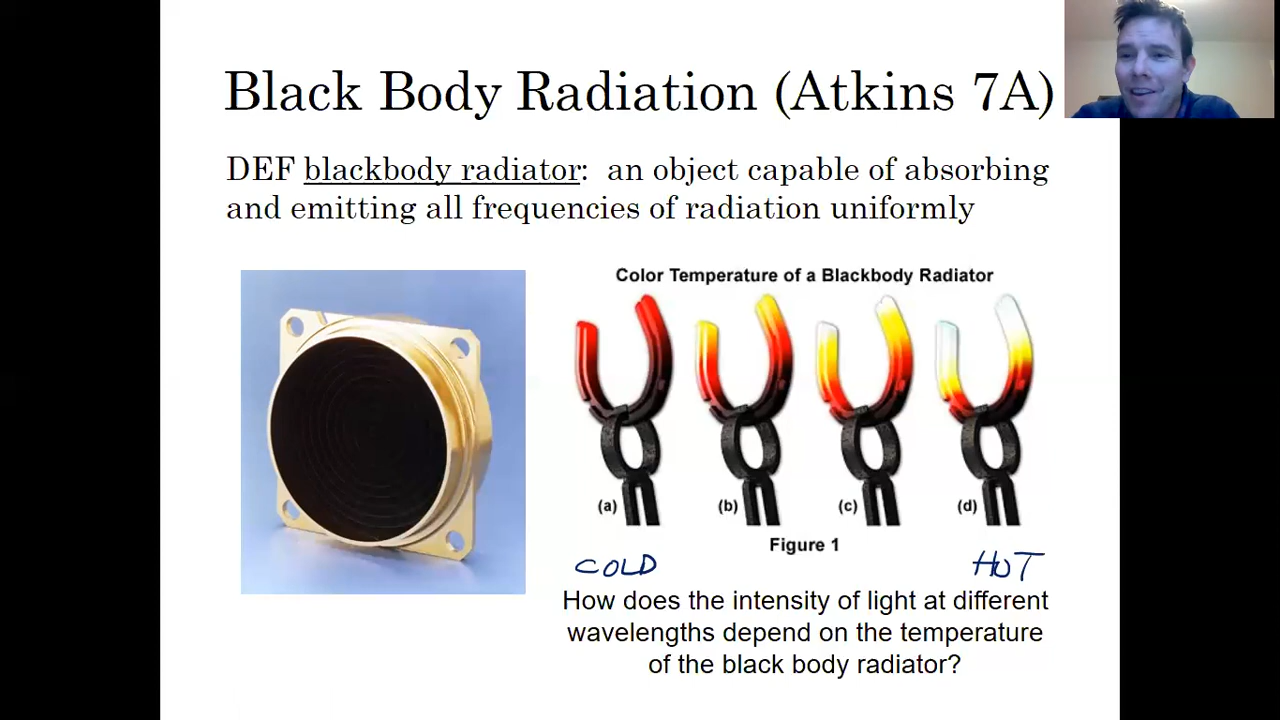 Black Body Radiation (Atkins 7A)
DEF blackbody radiator: an object capable of absorbing
and emitting all frequencies of radiation uniformly
Color Temperature of a Blackbody Radiator
(a) (b) (c) (d)
Figure 1
COLD HOT
How does the intensity of light at different
wavelengths depend on the temperature
of the black body radiator?